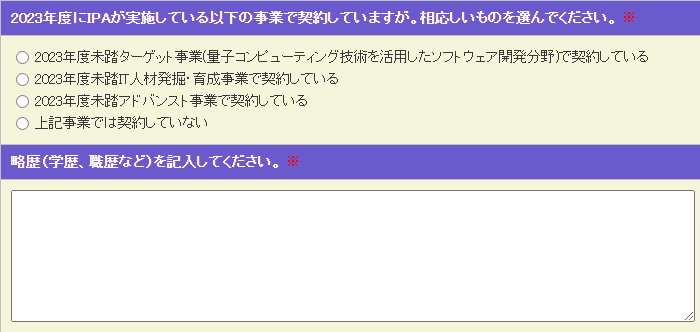 2023年度にIPAが実施している以下の事業で契約していますが。相応しいものを選んでください。 ※
2023年度未踏ターゲット事業(量子コンピューティング技術を活用したソフトウェア開発分野)で契約している
2023年度未踏IT人材発掘・育成事業で契約している
2023年度未踏アドバンスト事業で契約している
上記事業では契約していない
略歴(学歴、職歴など)を記入してください。 ※